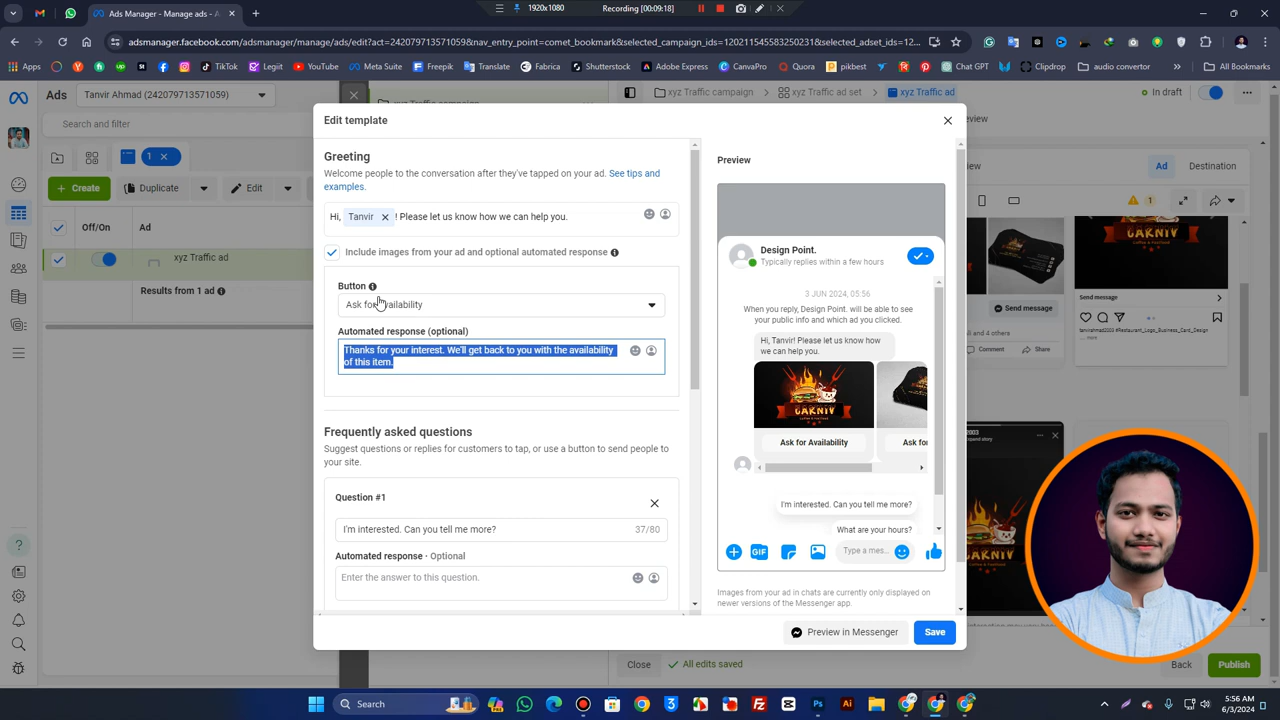 1920x1080
Recording [00:09:18]
Ads Manager - Manage ads - A
adsmanager.facebook.com/adsmanager/manage/ads/edit?act=242079713571059&nav_entry_point=comet_bookmark&selected_campaign_ids=120211545583250231&selected_adset_ids=12...
Apps
TikTok
Legiit
YouTube
Meta Suite
Freepik
Translate
Fabrica
Shutterstock
Adobe Express
CanvaPro
Quora
pikbest
Chat GPT
Clipdrop
audio convertor
All Bookmarks
Ads
Tanvir Ahmad (242079713571059)
xyz Traffic campaign
xyz Traffic ad set
xyz Traffic ad
In draft
Search and filter
1
Create
Duplicate
Edit
Off/On
Ad
xyz Traffic ad
Results from 1 ad
Edit template
Greeting
Welcome people to the conversation after they've tapped on your ad. See tips and
examples.
Hi, Tanvir ! Please let us know how we can help you.
Include images from your ad and optional automated response
Button
Ask for Availability
Automated response (optional)
Thanks for your interest. We'll get back to you with the availability
of this item.
Frequently asked questions
Suggest questions or replies for customers to tap, or use a button to send people to
your site.
Question #1
I'm interested. Can you tell me more?
37/80
Automated response · Optional
Enter the answer to this question.
Preview
Design Point.
Typically replies within a few hours
3 JUN 2024, 05:56
When you reply, Design Point. will be able to see
your public info and which ad you clicked.
Hi, Tanvir! Please let us know how
we can help you.
CARNIV
Ask for Availability
Ask for
I'm interested. Can you tell me more?
What are your hours?
GIF
Type a mes...
Images from your ad in chats are currently only displayed on
newer versions of the Messenger app.
Preview in Messenger
Save
Ad
Destination
1
Send message
Send message
and 4 others
Comment
Share
tanvirahmad2003 #Restaurant_Logo_Business_Card_Design
... more
CARNIV
Close
All edits saved
Back
Publish
Search
5:56 AM
6/3/2024